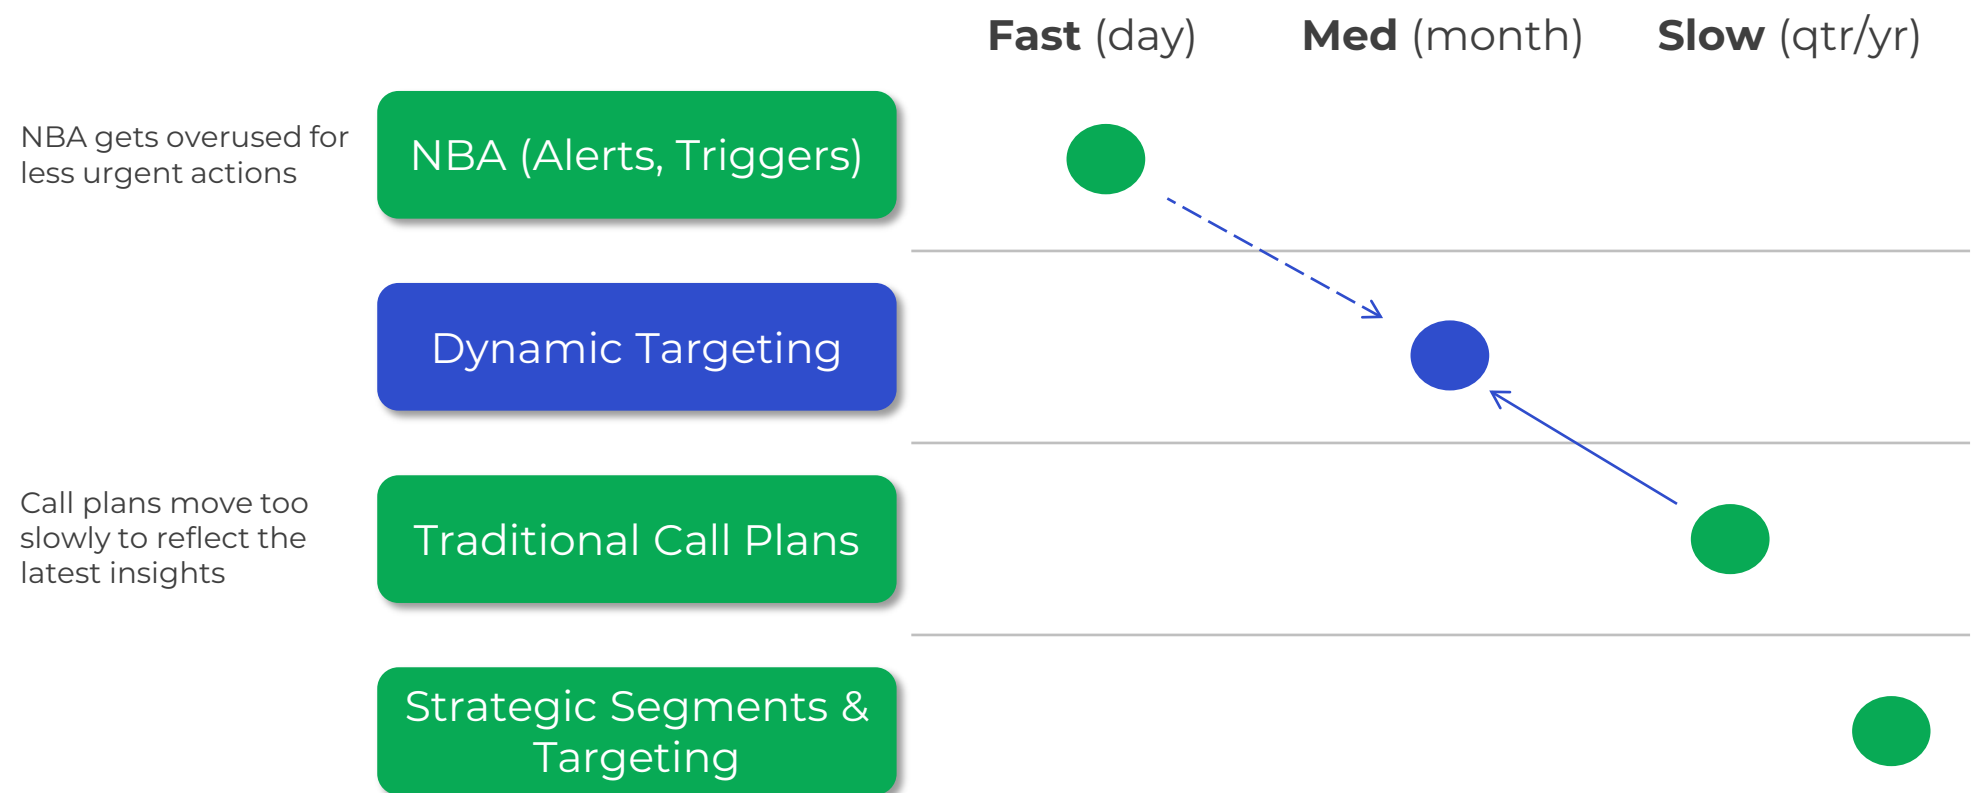 Fast (day) Med (month) Slow (qtr/yr)
NBA gets overused for
less urgent actions
NBA (Alerts, Triggers)
Dynamic Targeting
Call plans move too
slowly to reflect the
latest insights
Traditional Call Plans
Strategic Segments &
Targeting